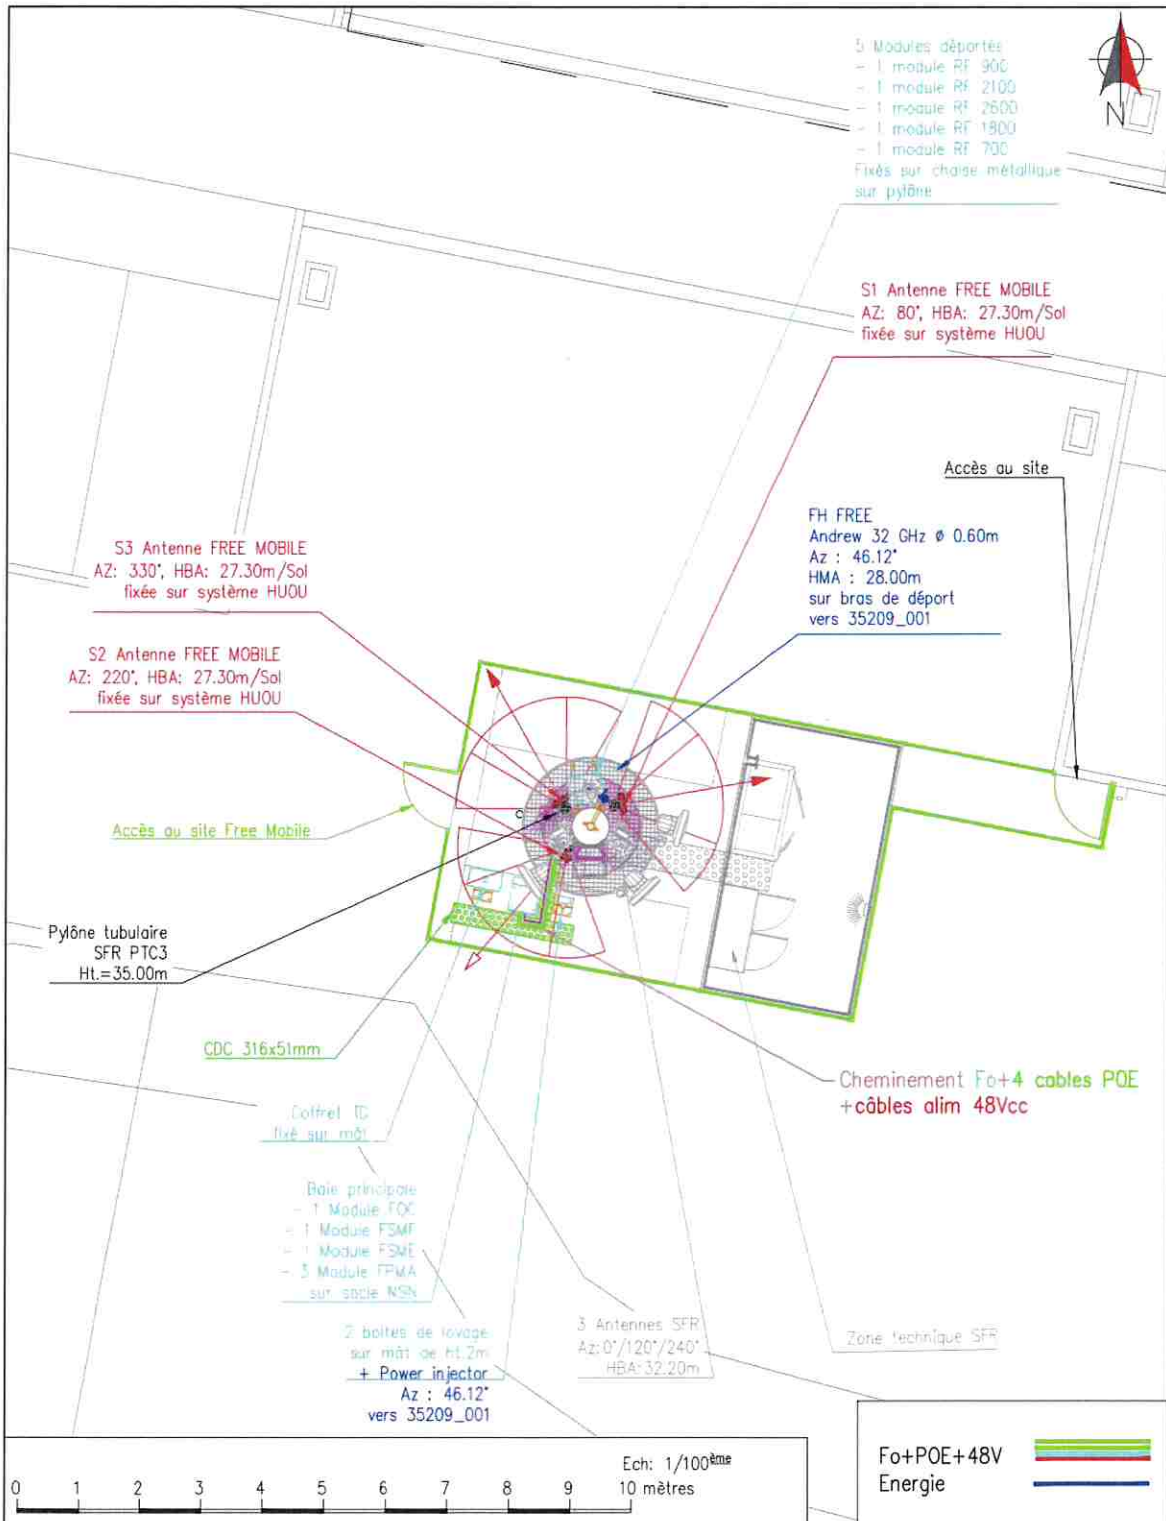 5 Modules déportés
- 1 module RF 900
- 1 module RF 2100
- 1 module RF 2600
- 1 module RF 1800
- 1 module RF 700
Fixés sur chaise métallique
sur pylône
N
S1 Antenne FREE MOBILE
AZ: 80°, HBA: 27.30m/Sol
fixée sur système HUOU
Accès au site
FH FREE
Andrew 32 GHz Ø 0.60m
Az : 46.12°
HMA : 28.00m
sur bras de déport
vers 35209_001
S3 Antenne FREE MOBILE
AZ: 330°, HBA: 27.30m/Sol
fixée sur système HUOU
S2 Antenne FREE MOBILE
AZ: 220°, HBA: 27.30m/Sol
fixée sur système HUOU
Accès au site Free Mobile
Pylône tubulaire
SFR PTC3
Ht.=35.00m
CDC 316x51mm
Cheminement Fo+4 cables POE
+câbles alim 48Vcc
Coffret TD
fixé sur mât
Baie principale
- 1 Module FOC
- 1 Module FSMF
- 1 Module FSME
- 3 Module FPMA
sur socle NSN
2 boites de lovage
sur mât de ht.2m
+ Power injector
Az : 46.12°
vers 35209_001
3 Antennes SFR
Az:0°/120°/240°
HBA:32.20m
Zone technique SFR
Ech: 1/100ème
0 1 2 3 4 5 6 7 8 9 10 mètres
Fo+POE+48V
Energie